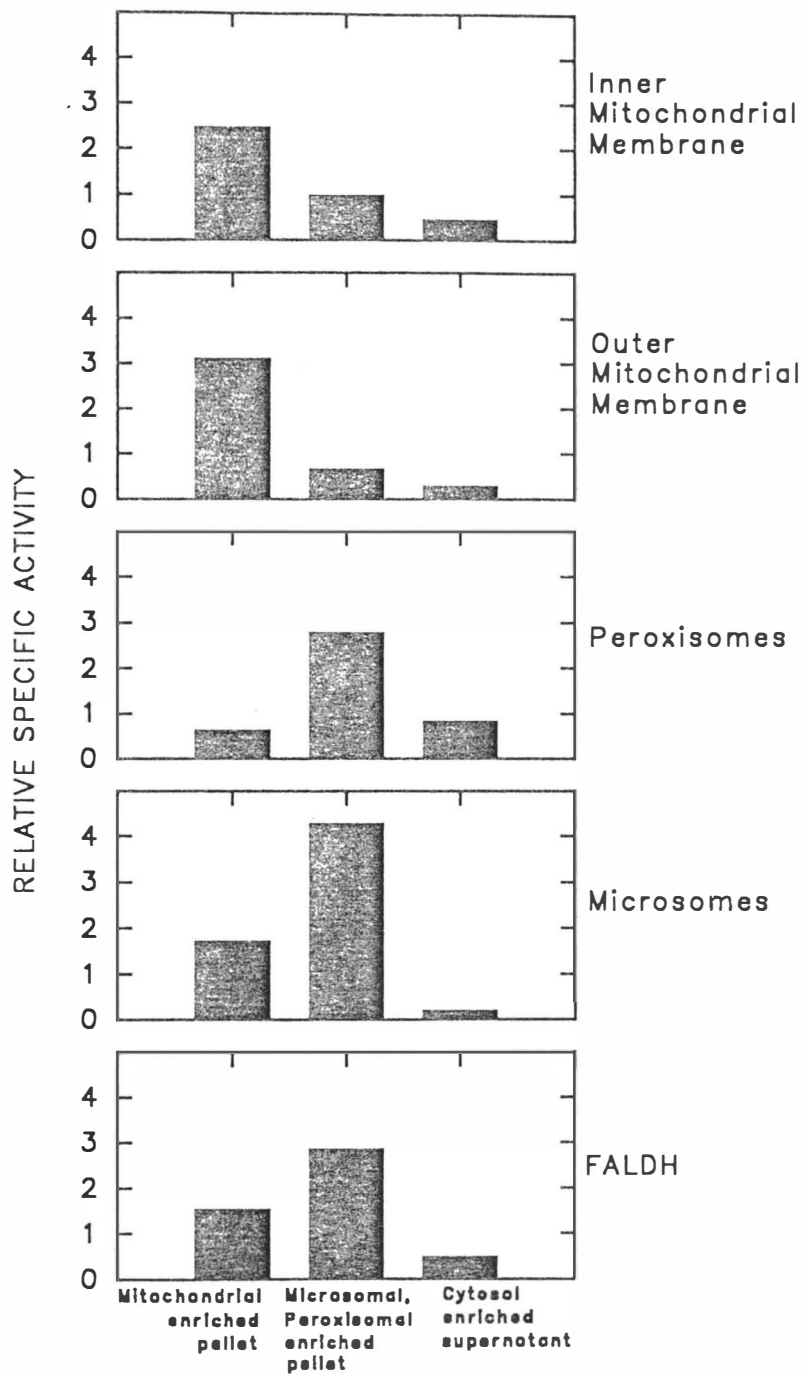 4
3
2
1
0
Inner
Mitochondrial
Membrane
4
3
2
1
0
Outer
Mitochondrial
Membrane
4
3
2
1
0
Peroxisomes
4
3
2
1
0
Microsomes
4
3
2
1
0
FALDH
RELATIVE SPECIFIC ACTIVITY
Mitochondrial
enriched
pellet
Microsomal,
Peroxisomal
enriched
pellet
Cytosol
enriched
supernatant